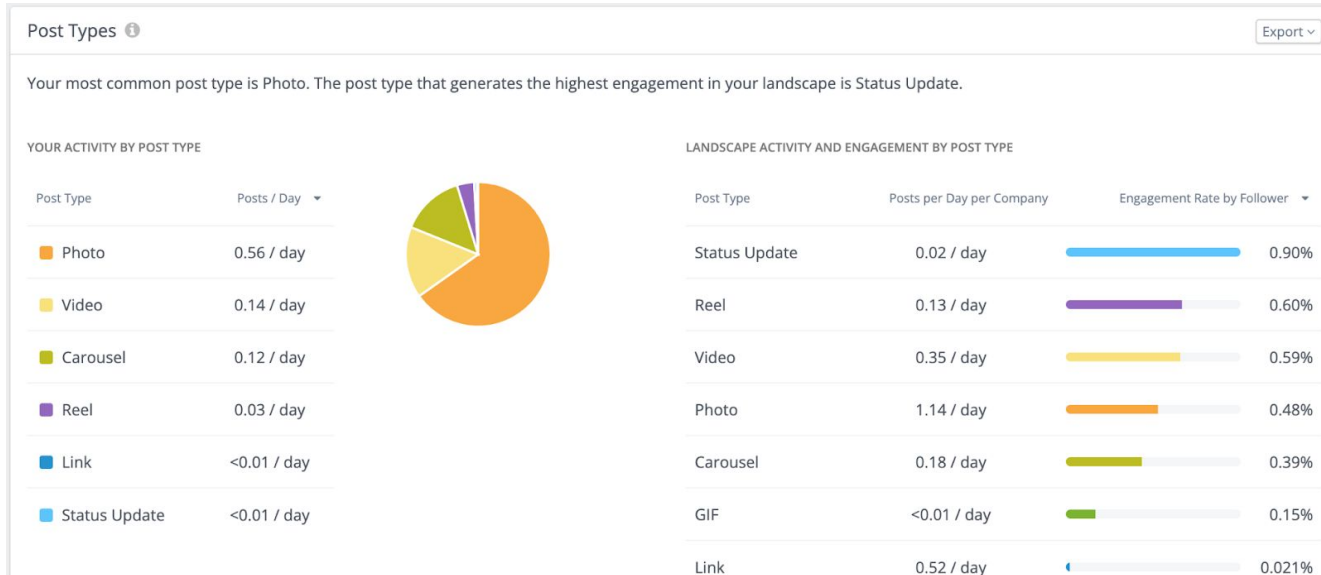 Post Types
Export
Your most common post type is Photo. The post type that generates the highest engagement in your landscape is Status Update.
YOUR ACTIVITY BY POST TYPE
Post Type Posts / Day
Photo 0.56 / day
Video 0.14 / day
Carousel 0.12 / day
Reel 0.03 / day
Link <0.01 / day
Status Update <0.01 / day
LANDSCAPE ACTIVITY AND ENGAGEMENT BY POST TYPE
Post Type Posts per Day per Company Engagement Rate by Follower
Status Update 0.02 / day 0.90%
Reel 0.13 / day 0.60%
Video 0.35 / day 0.59%
Photo 1.14 / day 0.48%
Carousel 0.18 / day 0.39%
GIF <0.01 / day 0.15%
Link 0.52 / day 0.021%